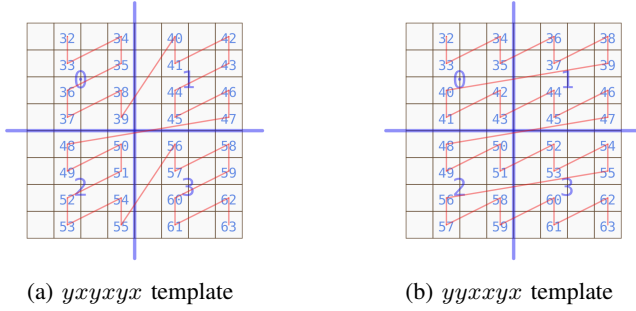 32 34 40 42
33 35 41 43
0 1
36 38 44 46
37 39 45 47
48 50 56 58
49 51 57 59
2 3
52 54 60 62
53 55 61 63
(a) yxyxyx template
32 34 36 38
33 35 37 39
0 1
40 42 44 46
41 43 45 47
48 50 52 54
49 51 53 55
2 3
56 58 60 62
57 59 61 63
(b) yyxxyx template